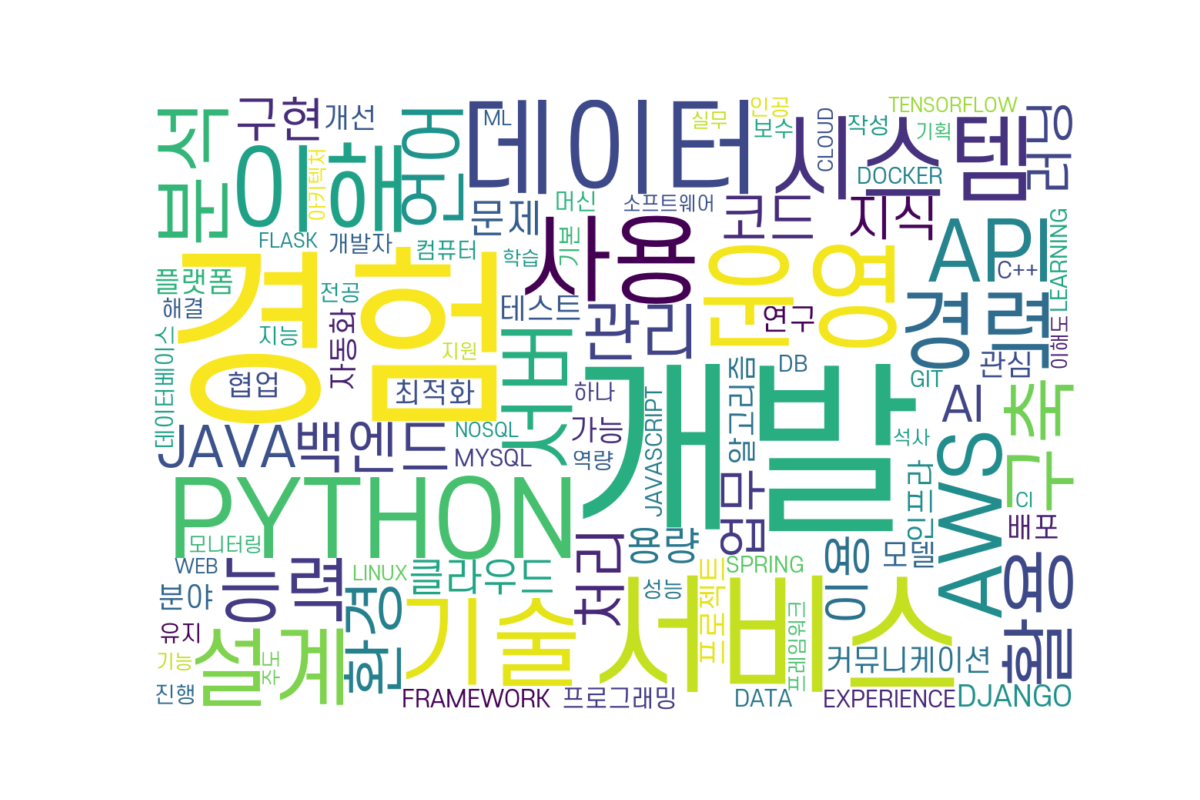 분석
구현
개선
이해
아키텍처
언어
ML
데이터
실무
인공
보수
CLOUD
작성
TENSORFLOW
기획
DOCKER
시스템
러닝
FLASK
개발자
컴퓨터
문제
머신
소프트웨어
학습
기본
사용
코드
지식
API
C++
LEARNING
플랫폼
해결
전공
지능
자동화
지원
경험
협업
최적화
테스트
관리
운영
연구
경력
관심
이해도
데이터베이스
서버
하나
DB
GIT
AI
구축
JAVA
백엔드
NOSQL
MYSQL
가능
역량
JAVASCRIPT
알고리즘
개발
석사
AWS
CI
배포
인프라
PYTHON
모니터링
업무
용량
처리
모델
WEB
분야
능력
LINUX
클라우드
성능
SPRING
이용
활용
유지
기능
진행
설계
주도
환경
기술
서비스
프로젝트
프레임워크
커뮤니케이션
FRAMEWORK
프로그래밍
DATA
EXPERIENCE
DJANGO